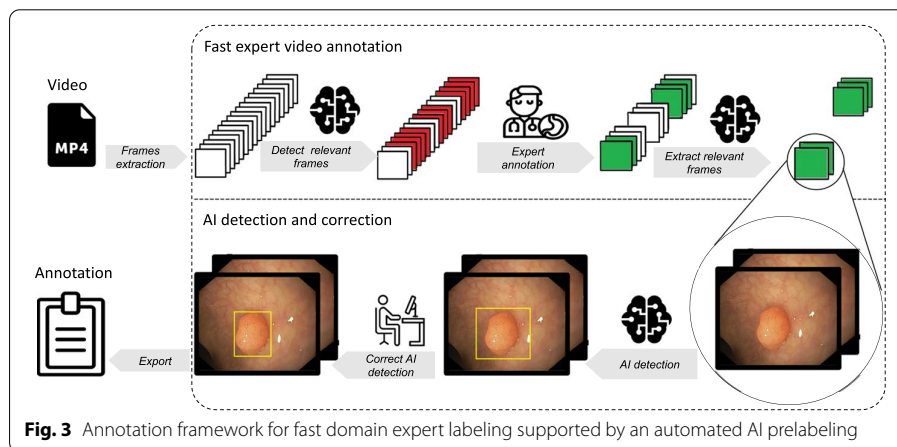 Fast expert video annotation
Video
MP4
Frames
extraction
Detect relevant
frames
Expert
annotation
Extract relevant
frames
AI detection and correction
Annotation
Export
Correct AI
detection
AI detection
Fig. 3 Annotation framework for fast domain expert labeling supported by an automated AI prelabeling